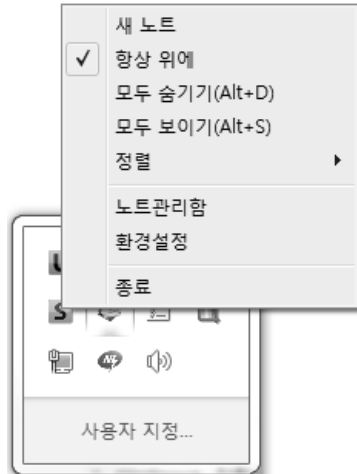 새 노트
항상 위에
모두 숨기기(Alt+D)
모두 보이기(Alt+S)
정렬
노트관리함
환경설정
종료
사용자 지정...